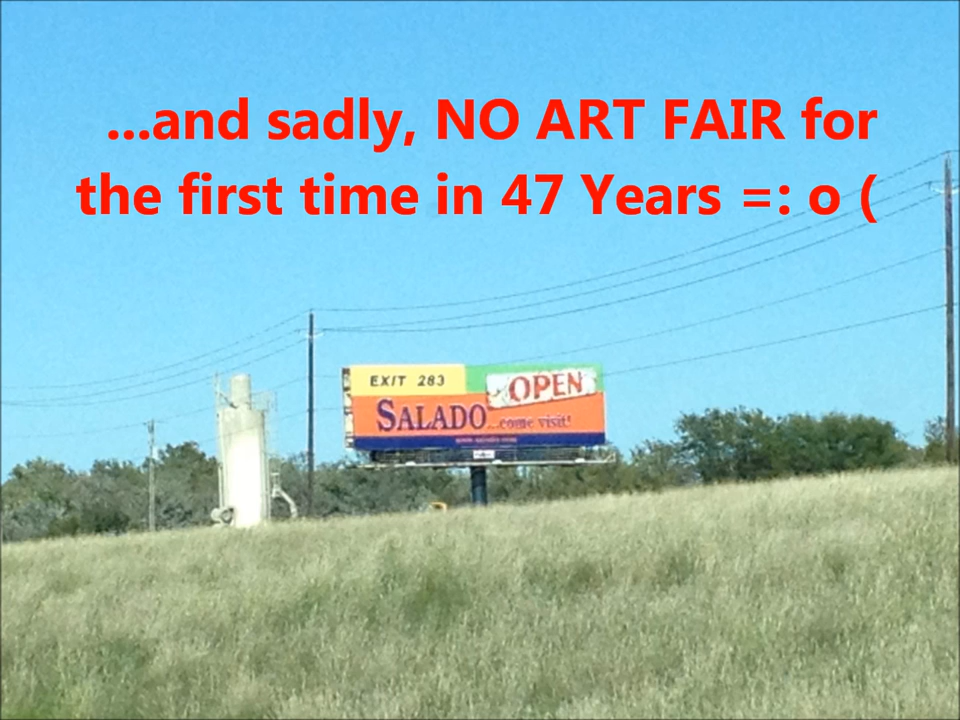 ...and sadly, NO ART FAIR for
the first time in 47 Years =: o (
EXIT 283
OPEN
SALADO...come visit!